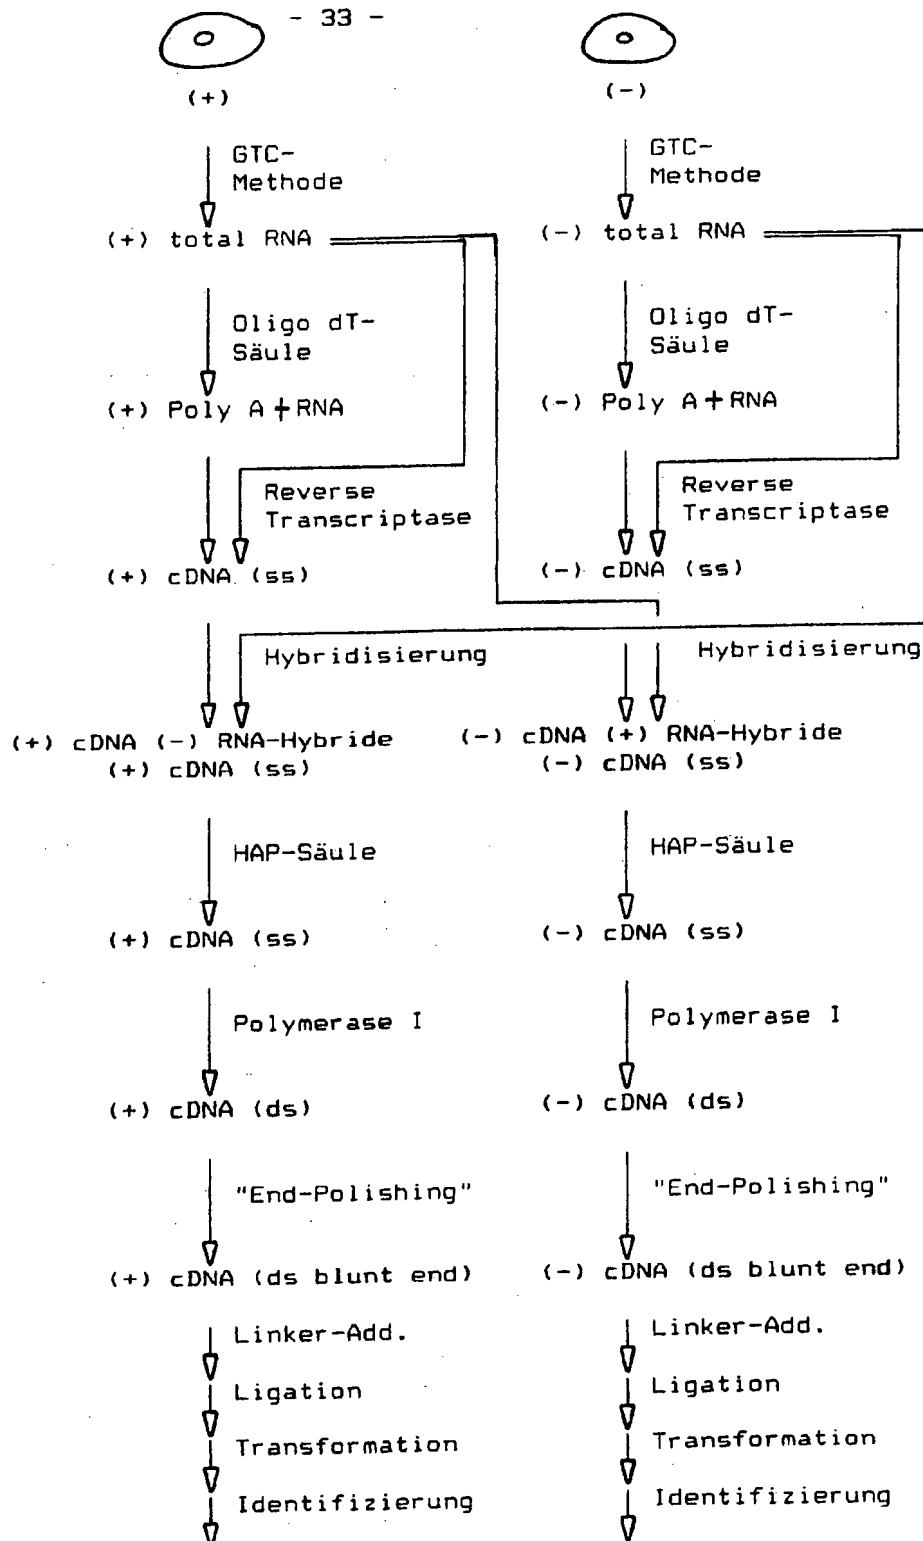 - 33 -
(+)
(-)
GTC-
Methode
GTC-
Methode
(+) total RNA
(-) total RNA
Oligo dT-
Säule
Oligo dT-
Säule
(+) Poly A+RNA
(-) Poly A+RNA
Reverse
Transcriptase
Reverse
Transcriptase
(+) cDNA (ss)
(-) cDNA (ss)
Hybridisierung
Hybridisierung
(+) cDNA (-) RNA-Hybride
(+) cDNA (ss)
(-) cDNA (+) RNA-Hybride
(-) cDNA (ss)
HAP-Säule
HAP-Säule
(+) cDNA (ss)
(-) cDNA (ss)
Polymerase I
Polymerase I
(+) cDNA (ds)
(-) cDNA (ds)
"End-Polishing"
"End-Polishing"
(+) cDNA (ds blunt end)
(-) cDNA (ds blunt end)
Linker-Add.
Linker-Add.
Ligation
Ligation
Transformation
Transformation
Identifizierung
Identifizierung